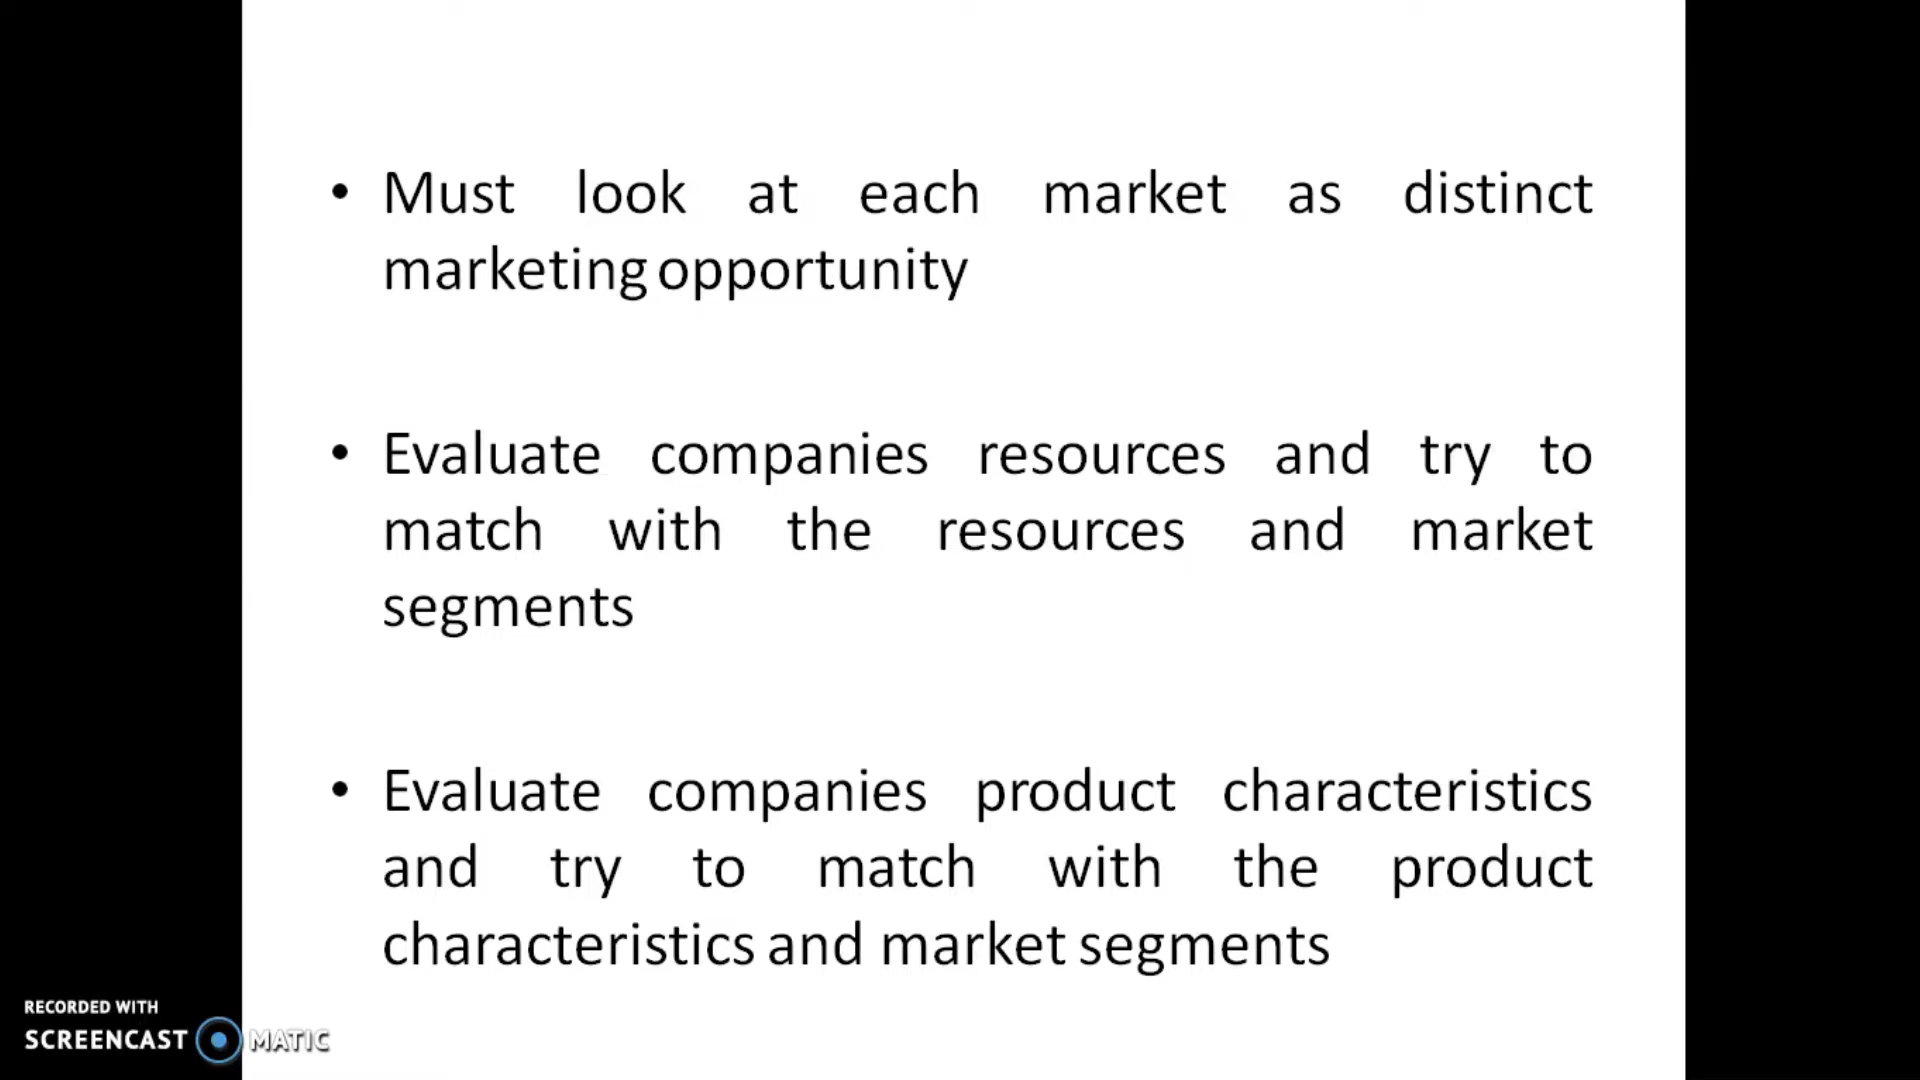 • Must look at each market as distinct
marketing opportunity
• Evaluate companies resources and try to
match with the resources and market
segments
• Evaluate companies product characteristics
and try to match with the product
characteristics and market segments
RECORDED WITH
SCREENCAST MATIC